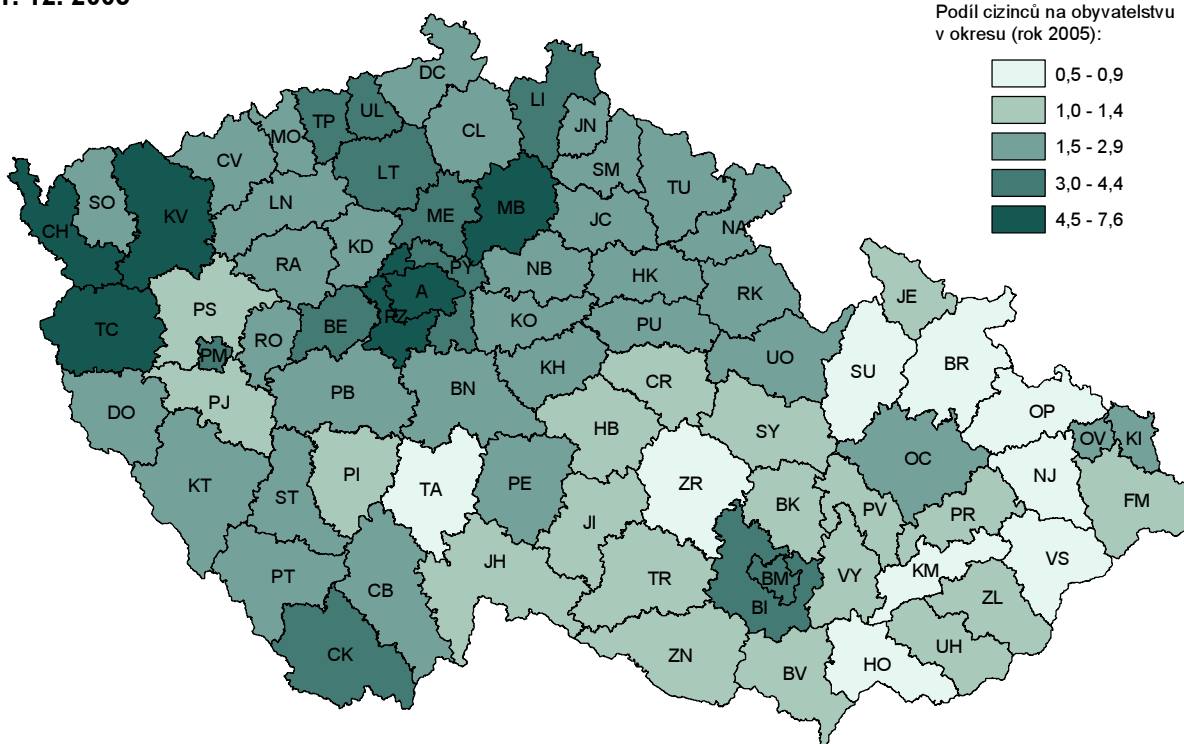 1. 12. 2005
Podíl cizinců na obyvatelstvu
v okresu (rok 2005):
0,5 - 0,9
1,0 - 1,4
1,5 - 2,9
3,0 - 4,4
4,5 - 7,6
DC
LI
UL
TP
MO
CL
JN
CV
LT
SM
TU
SO
KV
LN
ME
MB
JC
CH
KD
NA
RA
PY
NB
HK
A
RK
JE
PS
PZ
TC
BE
KO
PU
RO
PM
UO
BR
SU
KH
CR
PB
BN
PJ
DO
OP
HB
SY
OV
KI
OC
PI
TA
PE
ZR
NJ
KT
ST
FM
BK
PV
PR
JI
VS
JH
PT
CB
TR
BM
VY
KM
BI
ZL
CK
ZN
BV
HO
UH